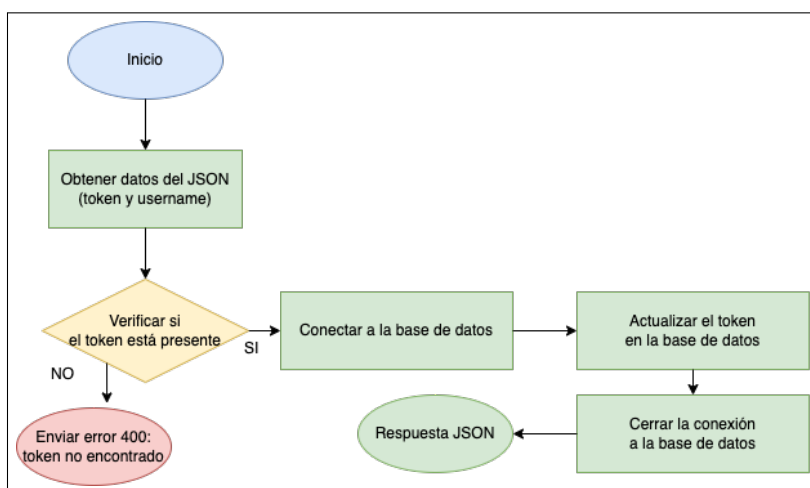 Inicio
Obtener datos del JSON
(token y username)
Verificar si
el token está presente
SI
NO
Enviar error 400:
token no encontrado
Conectar a la base de datos
Actualizar el token
en la base de datos
Cerrar la conexión
a la base de datos
Respuesta JSON